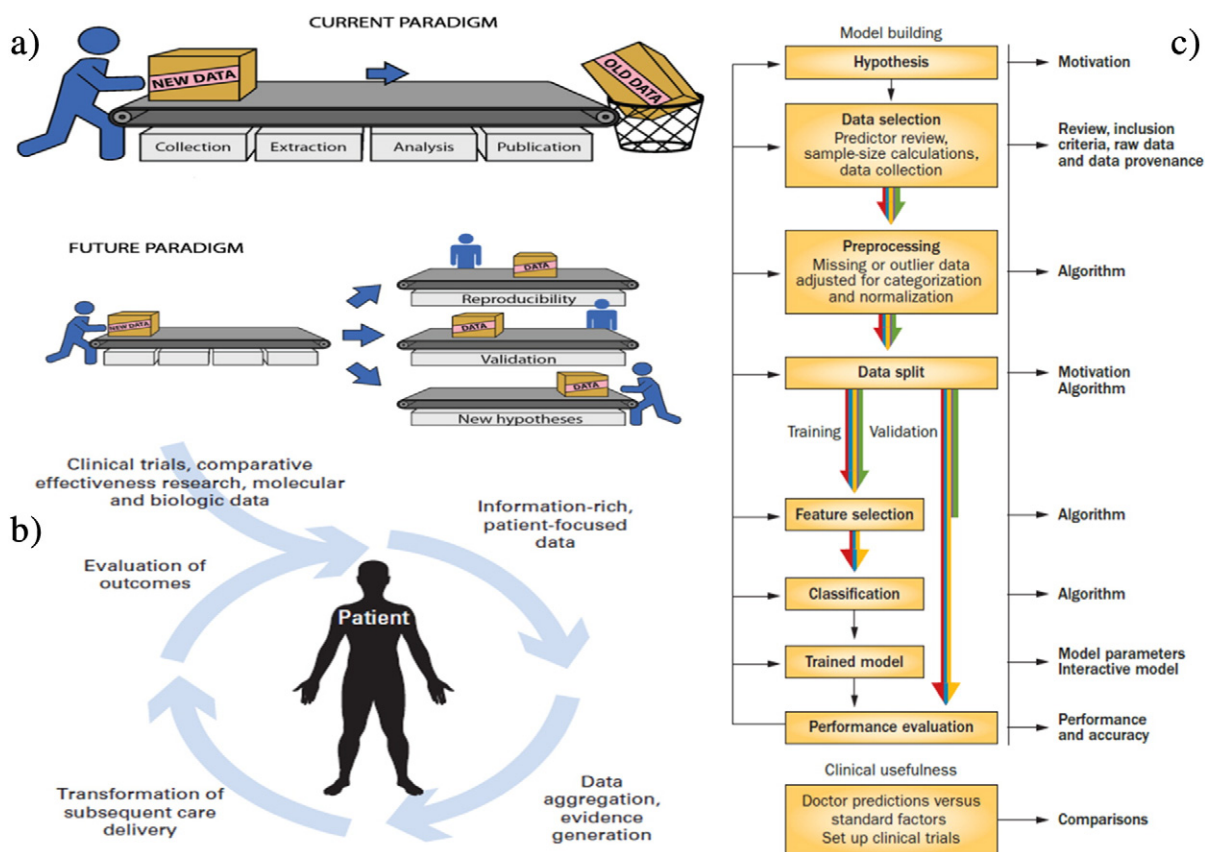 a)
CURRENT PARADIGM
NEW DATA
OLD DATA
Collection
Extraction
Analysis
Publication
FUTURE PARADIGM
NEW DATA
DATA
Reproducibility
DATA
Validation
DATA
New hypotheses
b)
Clinical trials, comparative
effectiveness research, molecular
and biologic data
Information-rich,
patient-focused
data
Evaluation of
outcomes
Patient
Transformation of
subsequent care
delivery
Data
aggregation,
evidence
generation
c)
Model building
Hypothesis
Motivation
Data selection
Predictor review,
sample-size calculations,
data collection
Review, inclusion
criteria, raw data
and data provenance
Preprocessing
Missing or outlier data
adjusted for categorization
and normalization
Algorithm
Data split
Motivation
Algorithm
Training
Validation
Feature selection
Algorithm
Classification
Algorithm
Trained model
Model parameters
Interactive model
Performance evaluation
Performance
and accuracy
Clinical usefulness
Doctor predictions versus
standard factors
Set up clinical trials
Comparisons